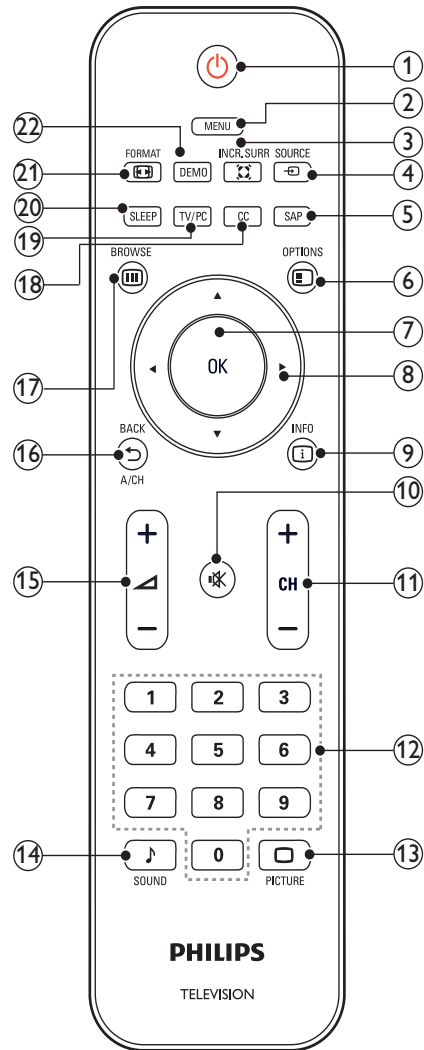 1
MENU
2
22
3
FORMAT
DEMO
INCR. SURR
SOURCE
21
4
20
SLEEP
TV/PC
CC
SAP
5
19
18
BROWSE
OPTIONS
6
7
OK
8
17
BACK
INFO
16
A/CH
9
10
+
+
15
CH
11
−
−
1 2 3
4 5 6
12
7 8 9
14
0
13
SOUND
PICTURE
PHILIPS
TELEVISION